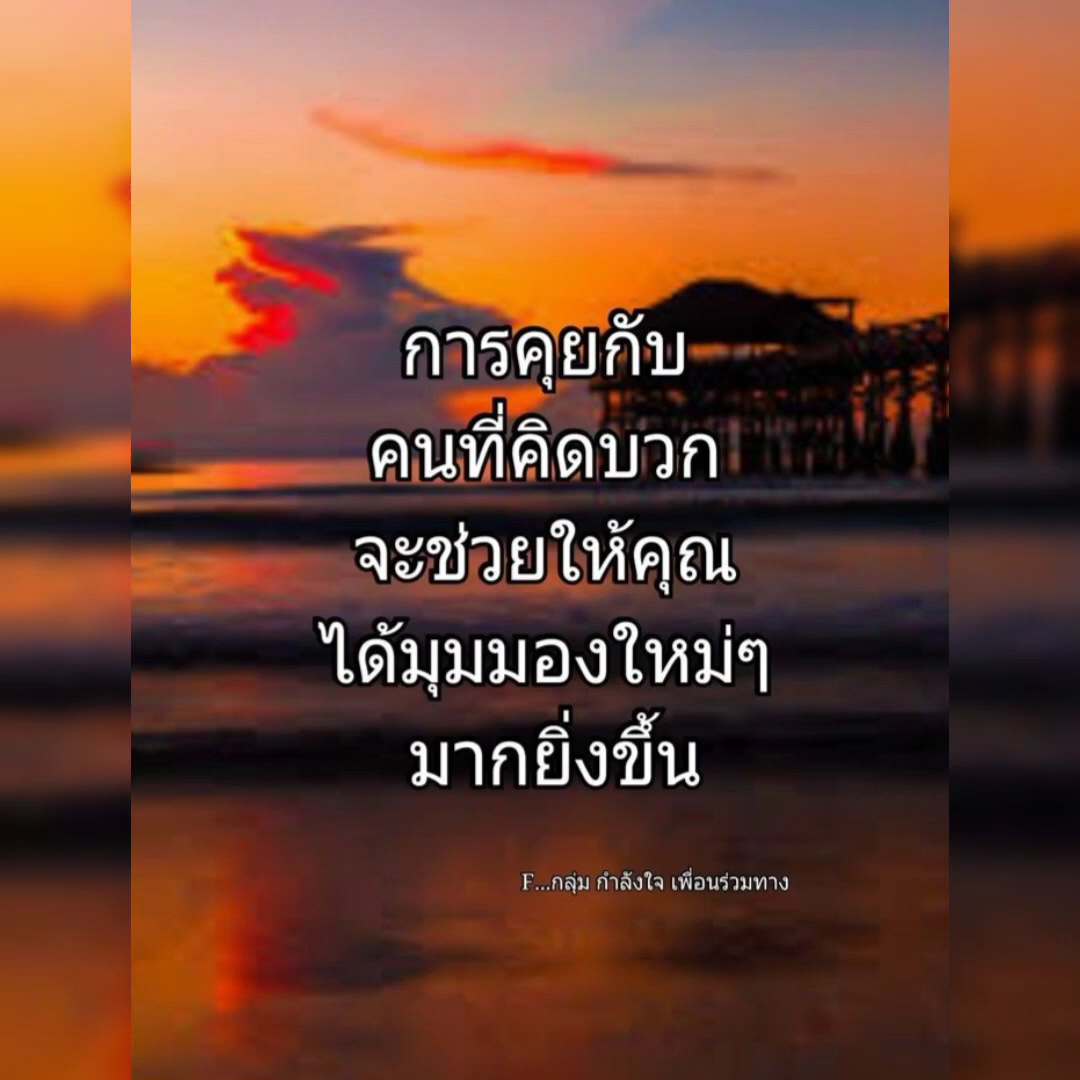 การคุยกับ
คนที่คิดบวก
จะช่วยให้คุณ
ได้มุมมองใหม่ๆ
มากยิ่งขึ้น
F...กลุ่ม กำลังใจ เพื่อนร่วมทาง